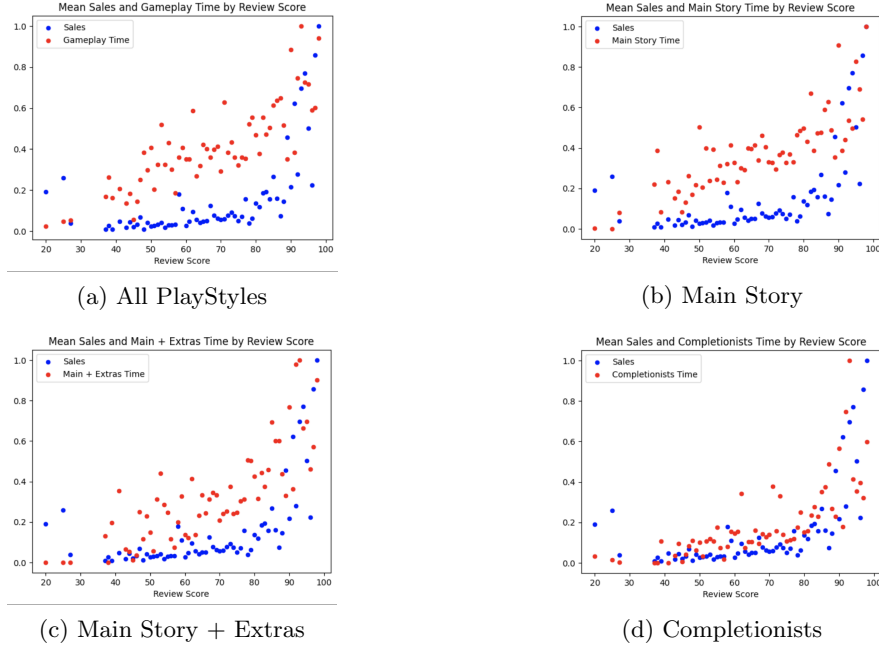 Mean Sales and Gameplay Time by Review Score
1.0
Sales
Gameplay Time
0.8
0.6
0.4
0.2
0.0
20 30 40 50 60 70 80 90 100
Review Score
(a) All PlayStyles
Mean Sales and Main Story Time by Review Score
1.0
Sales
Main Story Time
0.8
0.6
0.4
0.2
0.0
20 30 40 50 60 70 80 90 100
Review Score
(b) Main Story
Mean Sales and Main + Extras Time by Review Score
1.0
Sales
Main + Extras Time
0.8
0.6
0.4
0.2
0.0
20 30 40 50 60 70 80 90 100
Review Score
(c) Main Story + Extras
Mean Sales and Completionists Time by Review Score
1.0
Sales
Completionists Time
0.8
0.6
0.4
0.2
0.0
20 30 40 50 60 70 80 90 100
Review Score
(d) Completionists